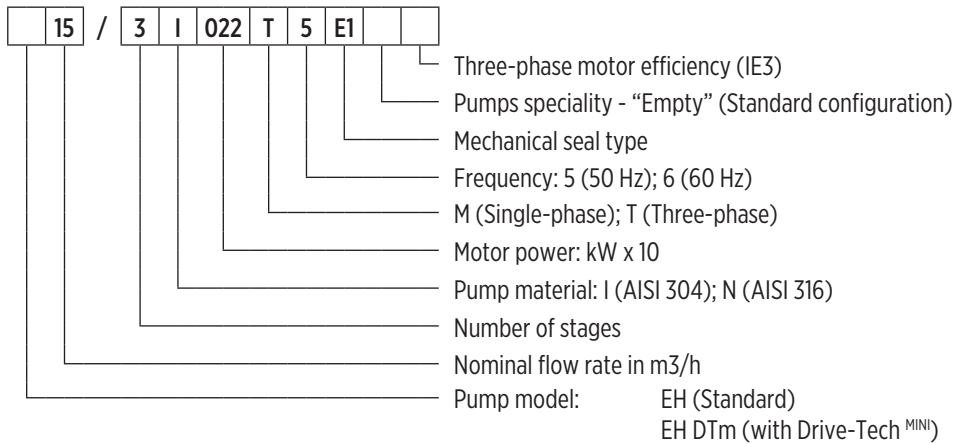 15 / 3 I 022 T 5 E1
Three-phase motor efficiency (IE3)
Pumps speciality - “Empty” (Standard configuration)
Mechanical seal type
Frequency: 5 (50 Hz); 6 (60 Hz)
M (Single-phase); T (Three-phase)
Motor power: kW x 10
Pump material: I (AISI 304); N (AISI 316)
Number of stages
Nominal flow rate in m3/h
Pump model: EH (Standard)
EH DTm (with Drive-Tech MINI)